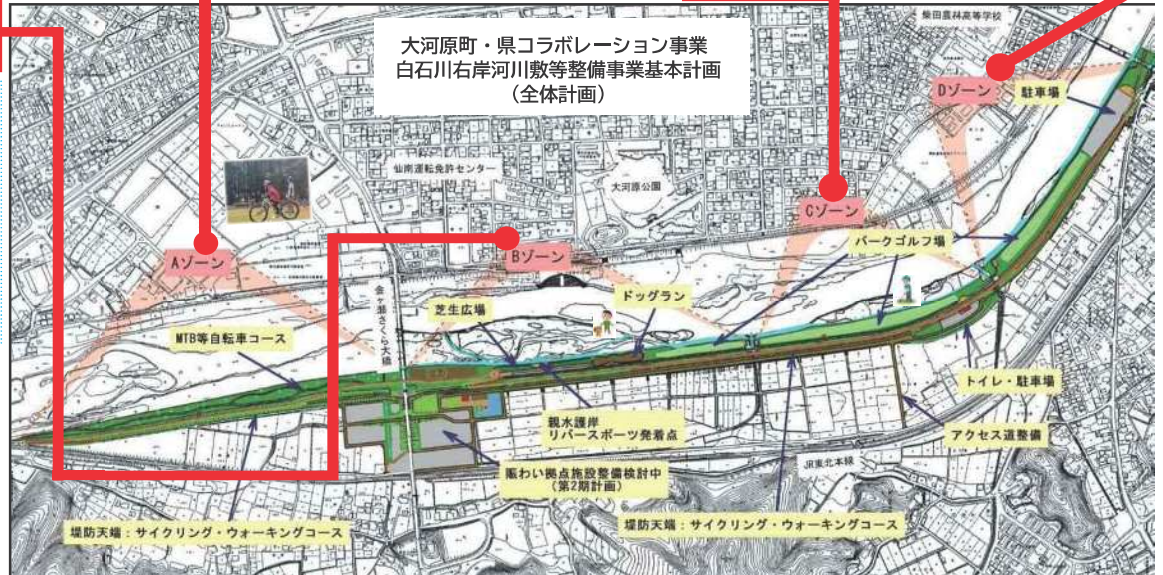 大河原町・県コラボレーション事業
白石川右岸河川敷等整備事業基本計画
(全体計画)
柴田農林高等学校
Dゾーン
駐車場
仙南運転免許センター
大河原公園
Cゾーン
パークゴルフ場
Aゾーン
Bゾーン
金ヶ瀬さくら大橋
芝生広場
ドッグラン
MTB等自転車コース
トイレ・駐車場
親水護岸
リバースポーツ発着点
アクセス道整備
JR東北本線
賑わい拠点施設整備検討中
(第2期計画)
堤防天端:サイクリング・ウォーキングコース
堤防天端:サイクリング・ウォーキングコース